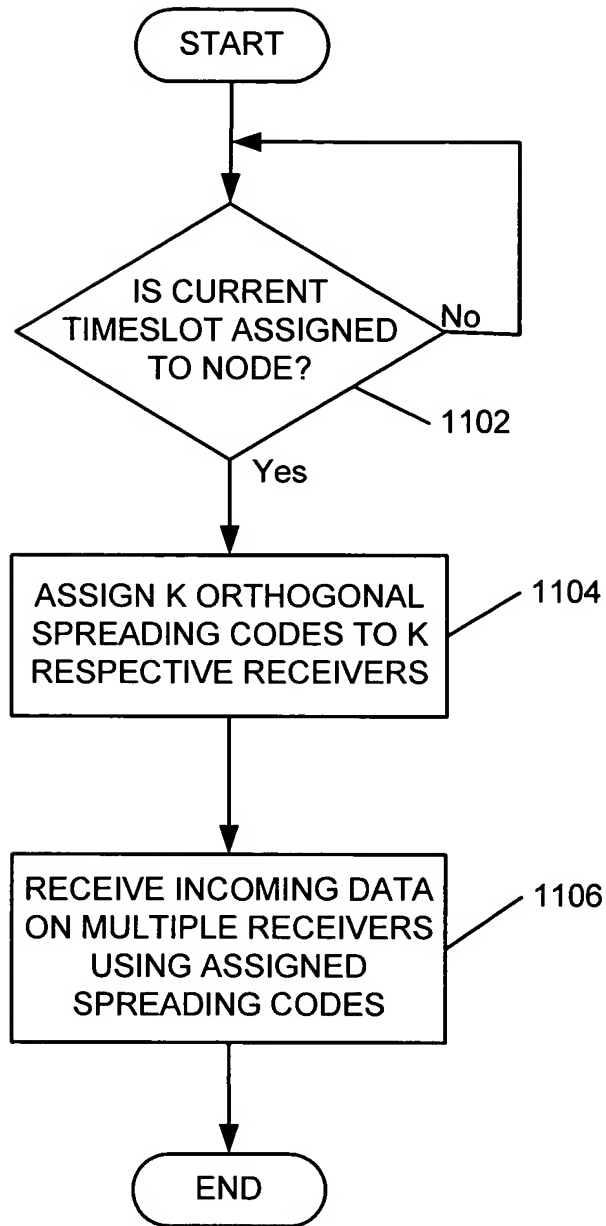 START
IS CURRENT
TIMESLOT ASSIGNED
TO NODE?
No
1102
Yes
ASSIGN K ORTHOGONAL
SPREADING CODES TO K
RESPECTIVE RECEIVERS
1104
RECEIVE INCOMING DATA
ON MULTIPLE RECEIVERS
USING ASSIGNED
SPREADING CODES
1106
END